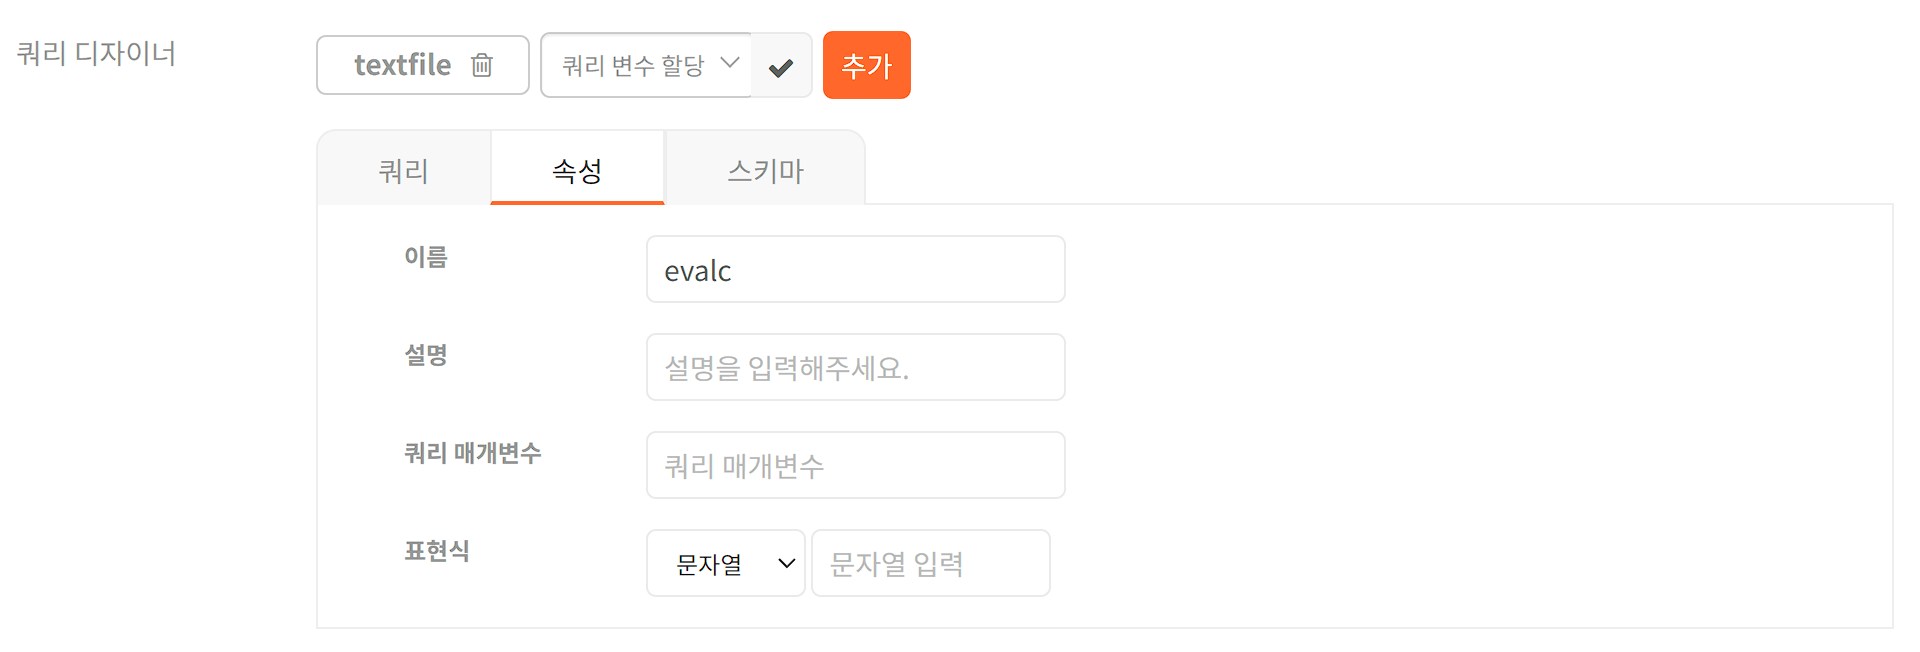 쿼리 디자이너
textfile
쿼리 변수 할당
추가
쿼리
속성
스키마
이름
evalc
설명
설명을 입력해주세요.
쿼리 매개변수
쿼리 매개변수
표현식
문자열
문자열 입력